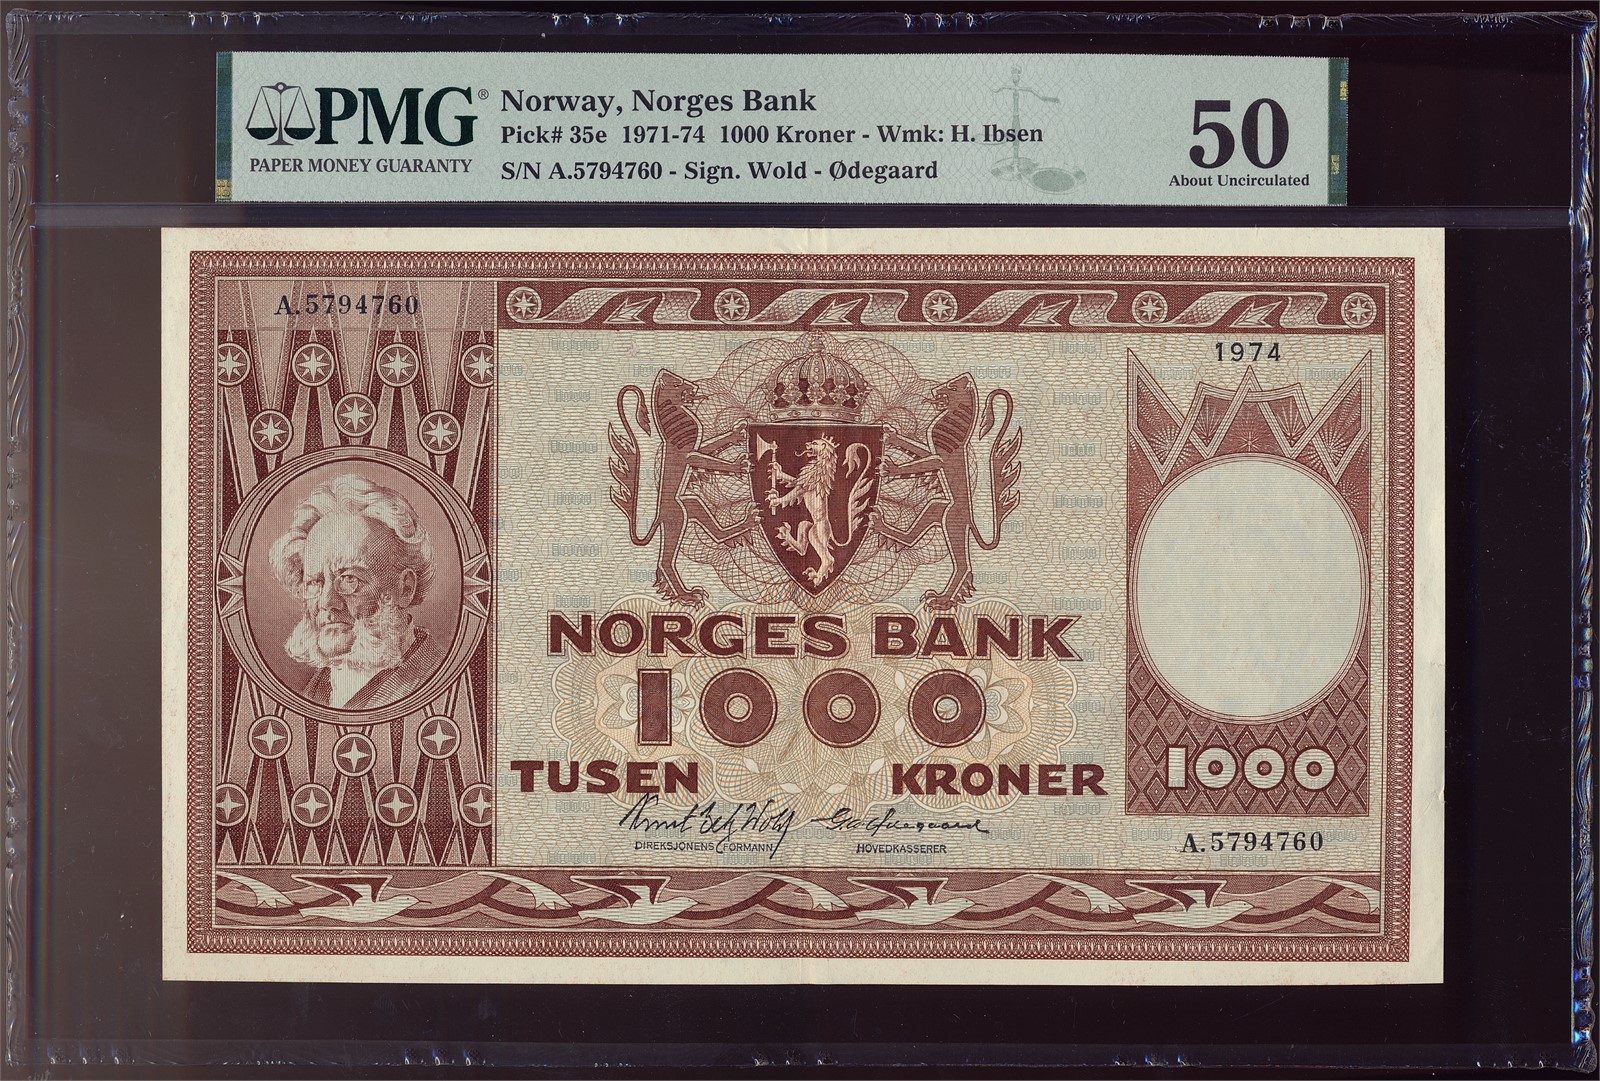 PMG®
PAPER MONEY GUARANTY
Norway, Norges Bank
Pick# 35e 1971-74 1000 Kroner - Wmk: H. Ibsen
S/N A.5794760 - Sign. Wold - Ødegaard
50
About Uncirculated
A.5794760
1974
NORGES BANK
1000
TUSEN KRONER
1000
DIREKSJONENS FORMANN
HOVEDKASSERER
A.5794760